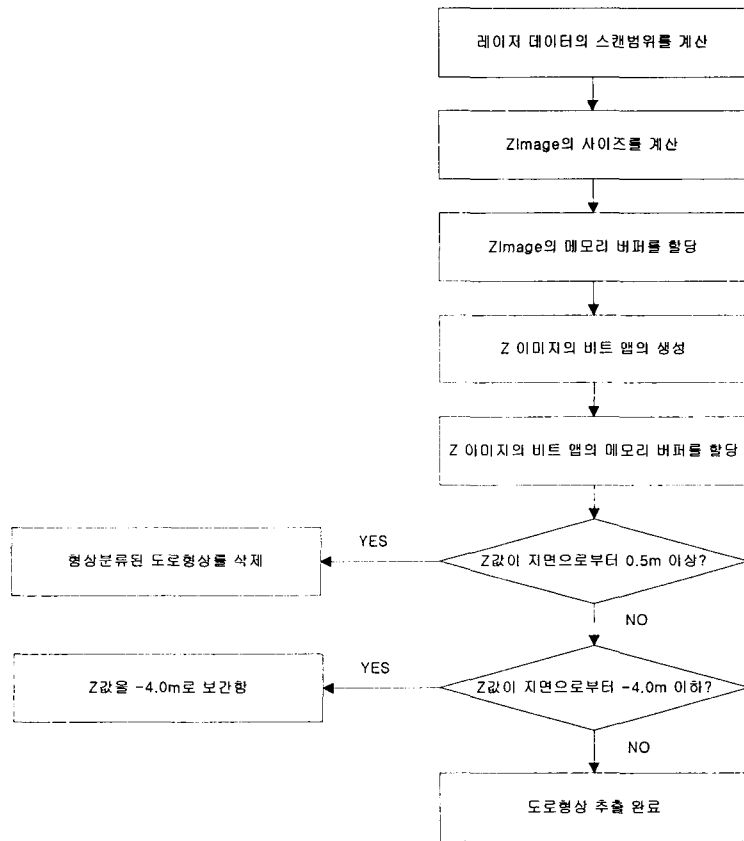 레이저 데이터의 스캔범위를 계산
ZImage의 사이즈를 계산
ZImage의 메모리 버퍼를 할당
Z 이미지의 비트 맵의 생성
Z 이미지의 비트 맵의 메모리 버퍼를 할당
YES
형상분류된 도로형상를 삭제
Z값이 지면으로부터 0.5m 이상?
NO
YES
Z값을 -4.0m로 보간함
Z값이 지면으로부터 -4.0m 이하?
NO
도로형상 추출 완료